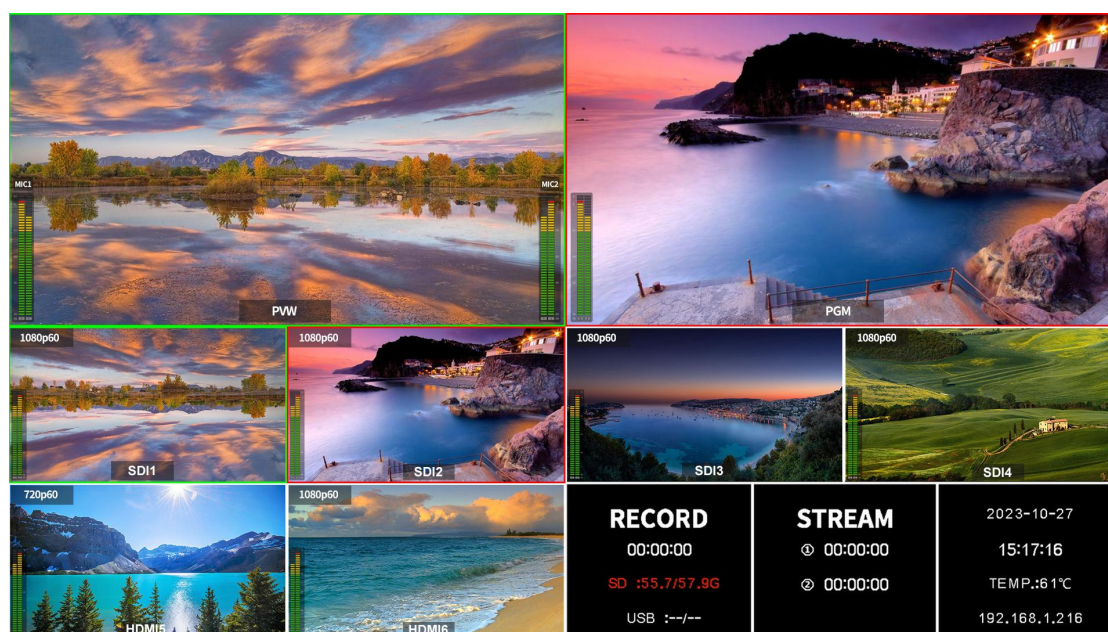 MIC1
MIC2
PVW
PGM
1080p60
1080p60
1080p60
1080p60
SDI1
SDI2
SDI3
SDI4
720p60
1080p60
HDMI5
HDMI6
RECORD
00:00:00
SD :55.7/57.9G
USB :--/--
STREAM
① 00:00:00
② 00:00:00
2023-10-27
15:17:16
TEMP.:61℃
192.168.1.216